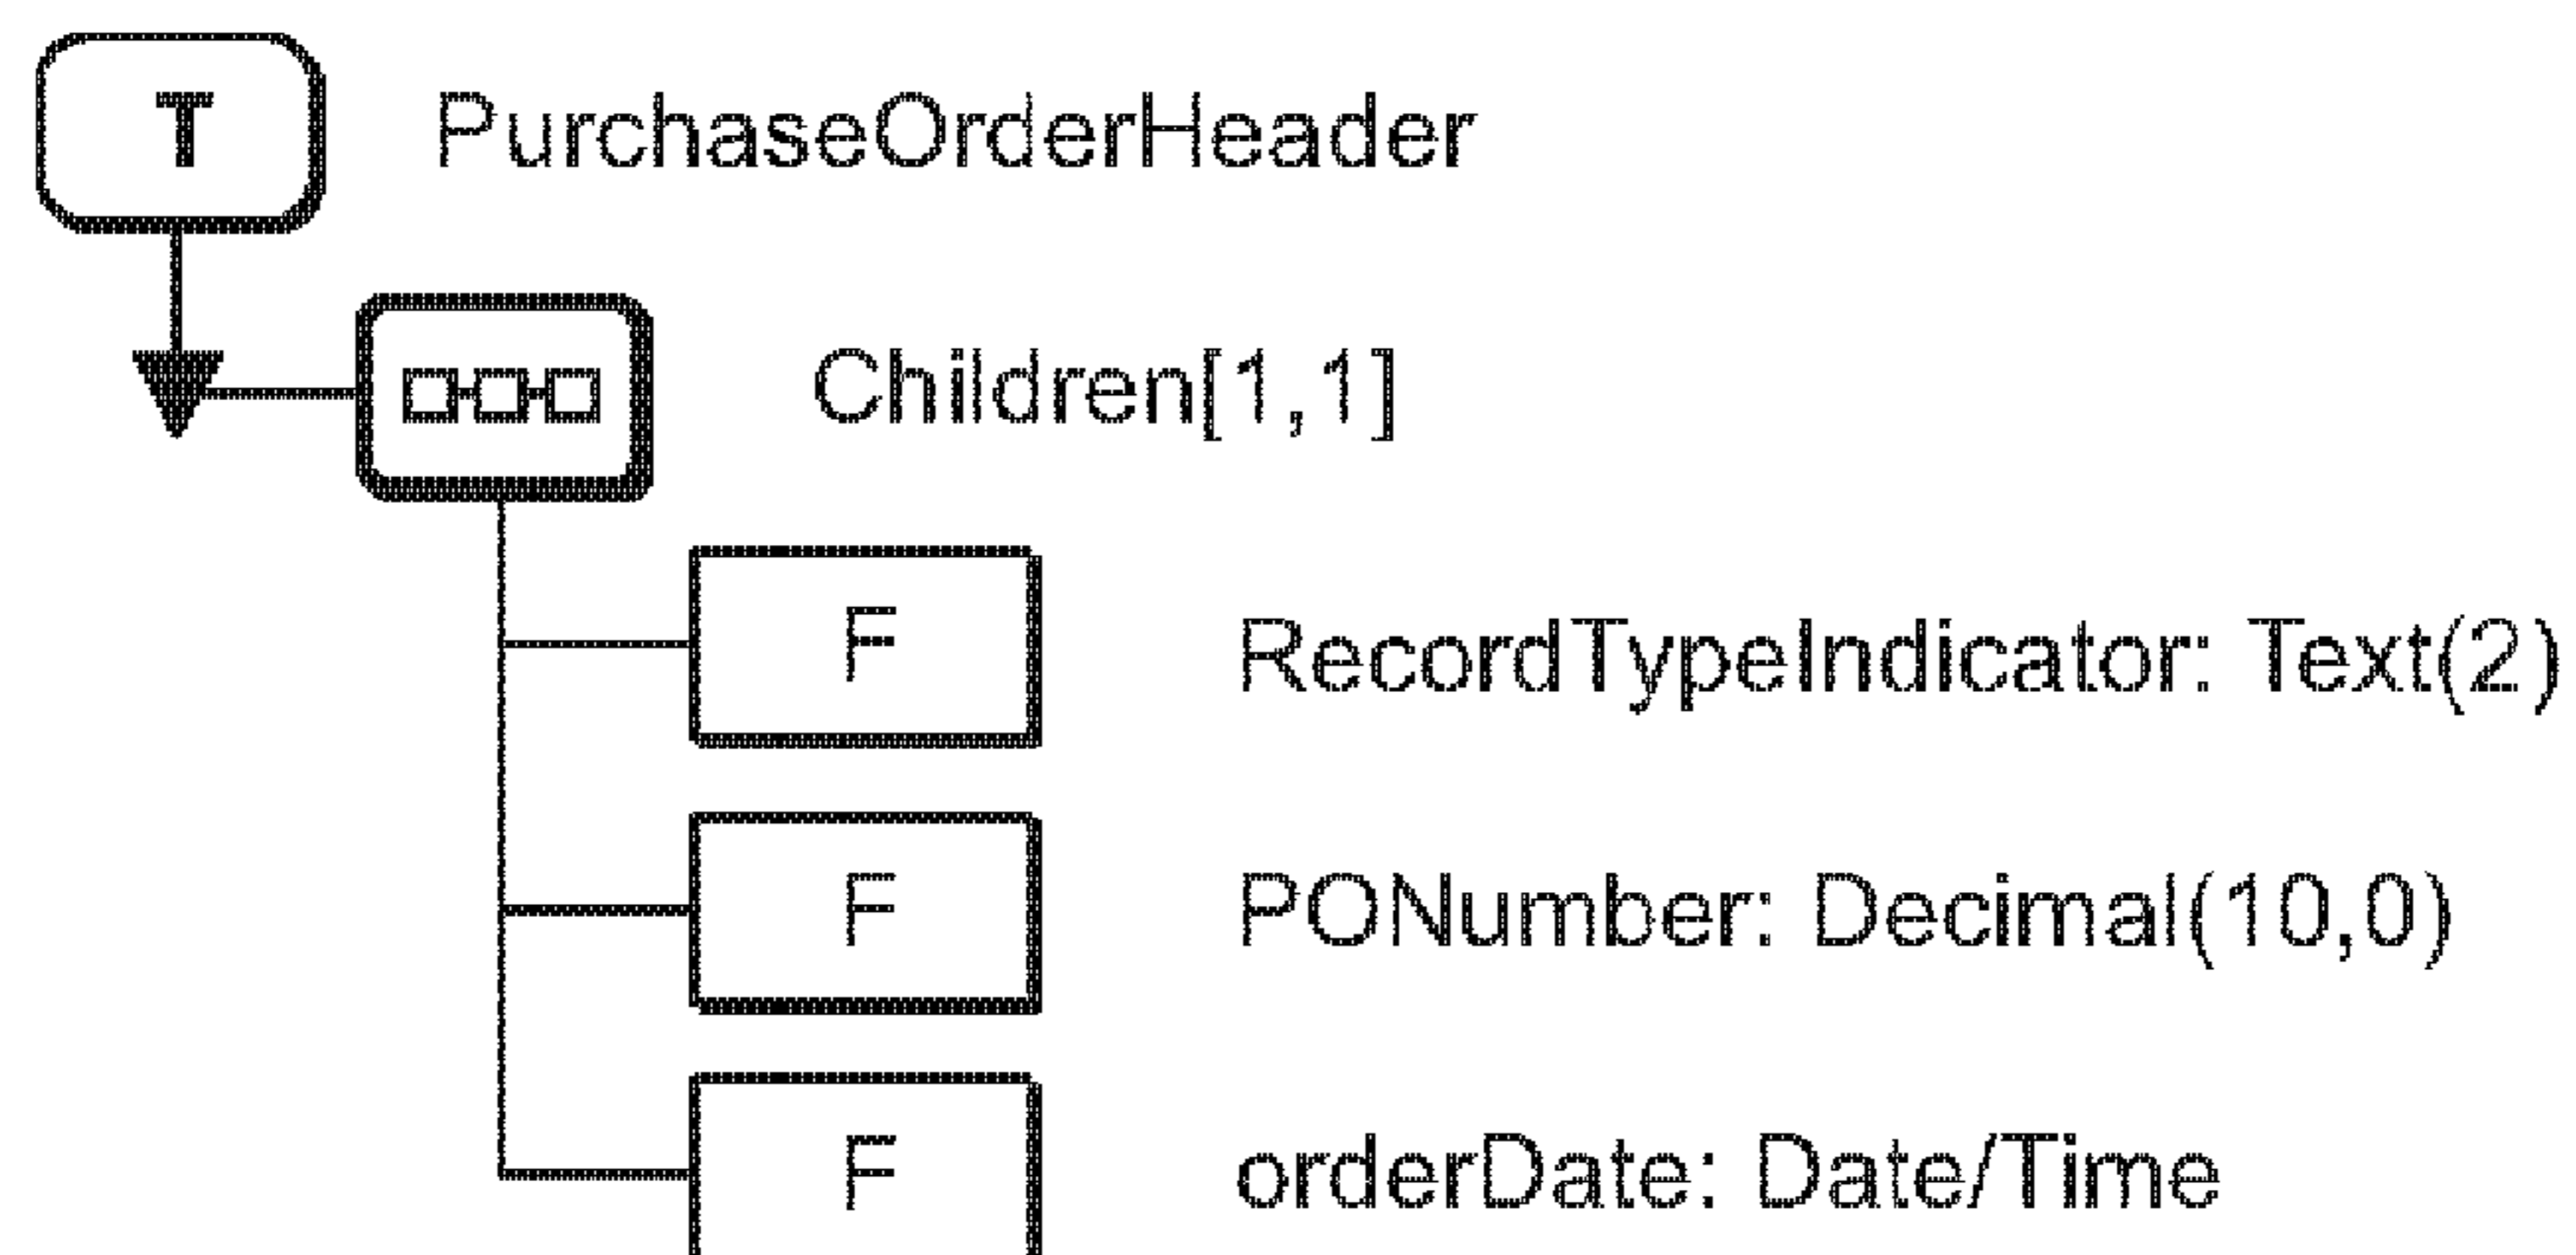 T PurchaseOrderHeader
Children[1,1]
F RecordTypeIndicator: Text(2)
F PONumber: Decimal(10,0)
F orderDate: Date/Time